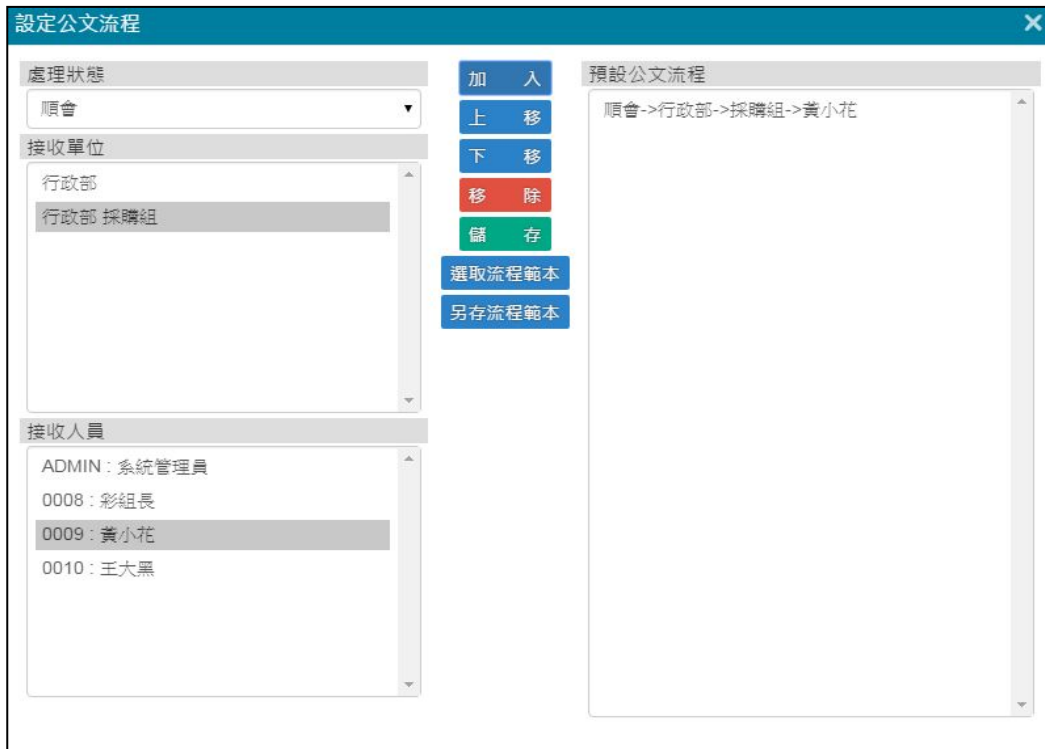 設定公文流程
處理狀態
順會
接收單位
行政部
行政部 採購組
接收人員
ADMIN : 系統管理員
0008 : 彩組長
0009 : 黃小花
0010 : 王大黑
加 入
上 移
下 移
移 除
儲 存
選取流程範本
另存流程範本
預設公文流程
順會->行政部->採購組->黃小花